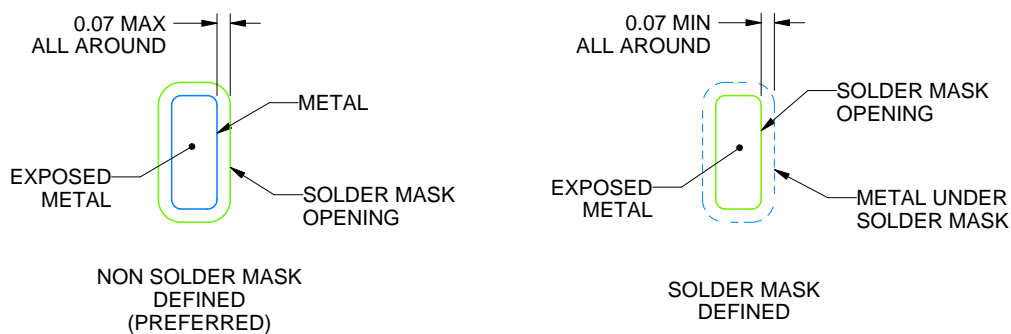 0.07 MAX
ALL AROUND
METAL
EXPOSED
METAL
SOLDER MASK
OPENING
NON SOLDER MASK
DEFINED
(PREFERRED)
0.07 MIN
ALL AROUND
SOLDER MASK
OPENING
EXPOSED
METAL
METAL UNDER
SOLDER MASK
SOLDER MASK
DEFINED